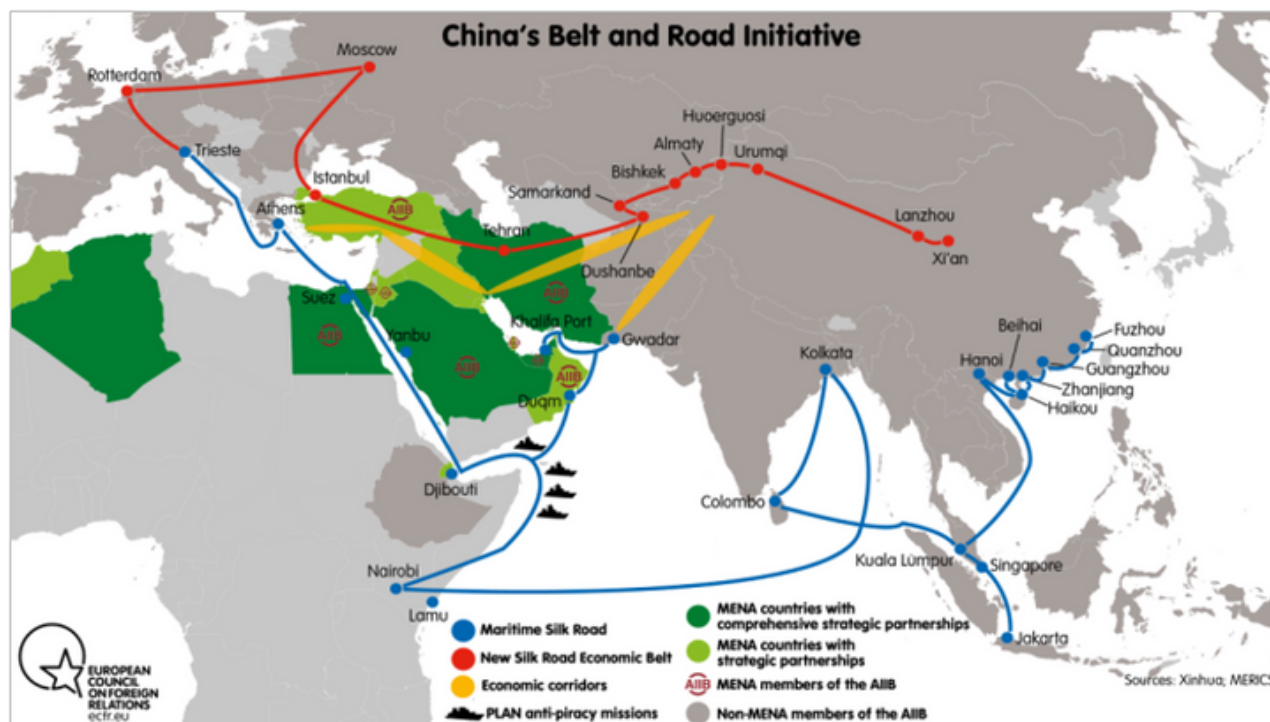 China's Belt and Road Initiative
Moscow
Rotterdam
Huoerguosi
Almaty
Urumqi
Trieste
Bishkek
Istanbul
Samarkand
AIIB
Athens
Lanzhou
Tehran
Xi'an
Dushanbe
AIIB
Suez
Khalifa Port
Beihai
Fuzhou
AIIB
Yanbu
Gwadar
Kolkata
Hanoi
Quanzhou
AIIB
Guangzhou
AIIB
Zhanjiang
Duqm
Haikou
Djibouti
Colombo
Kuala Lumpur
Singapore
Nairobi
Lamu
Jakarta
Maritime Silk Road
New Silk Road Economic Belt
Economic corridors
PLAN anti-piracy missions
MENA countries with
comprehensive strategic partnerships
MENA countries with
strategic partnerships
AIIB
MENA members of the AIIB
Non-MENA members of the AIIB
EUROPEAN
COUNCIL
ON FOREIGN
RELATIONS
ecfr.eu
Sources: Xinhua; MERICS